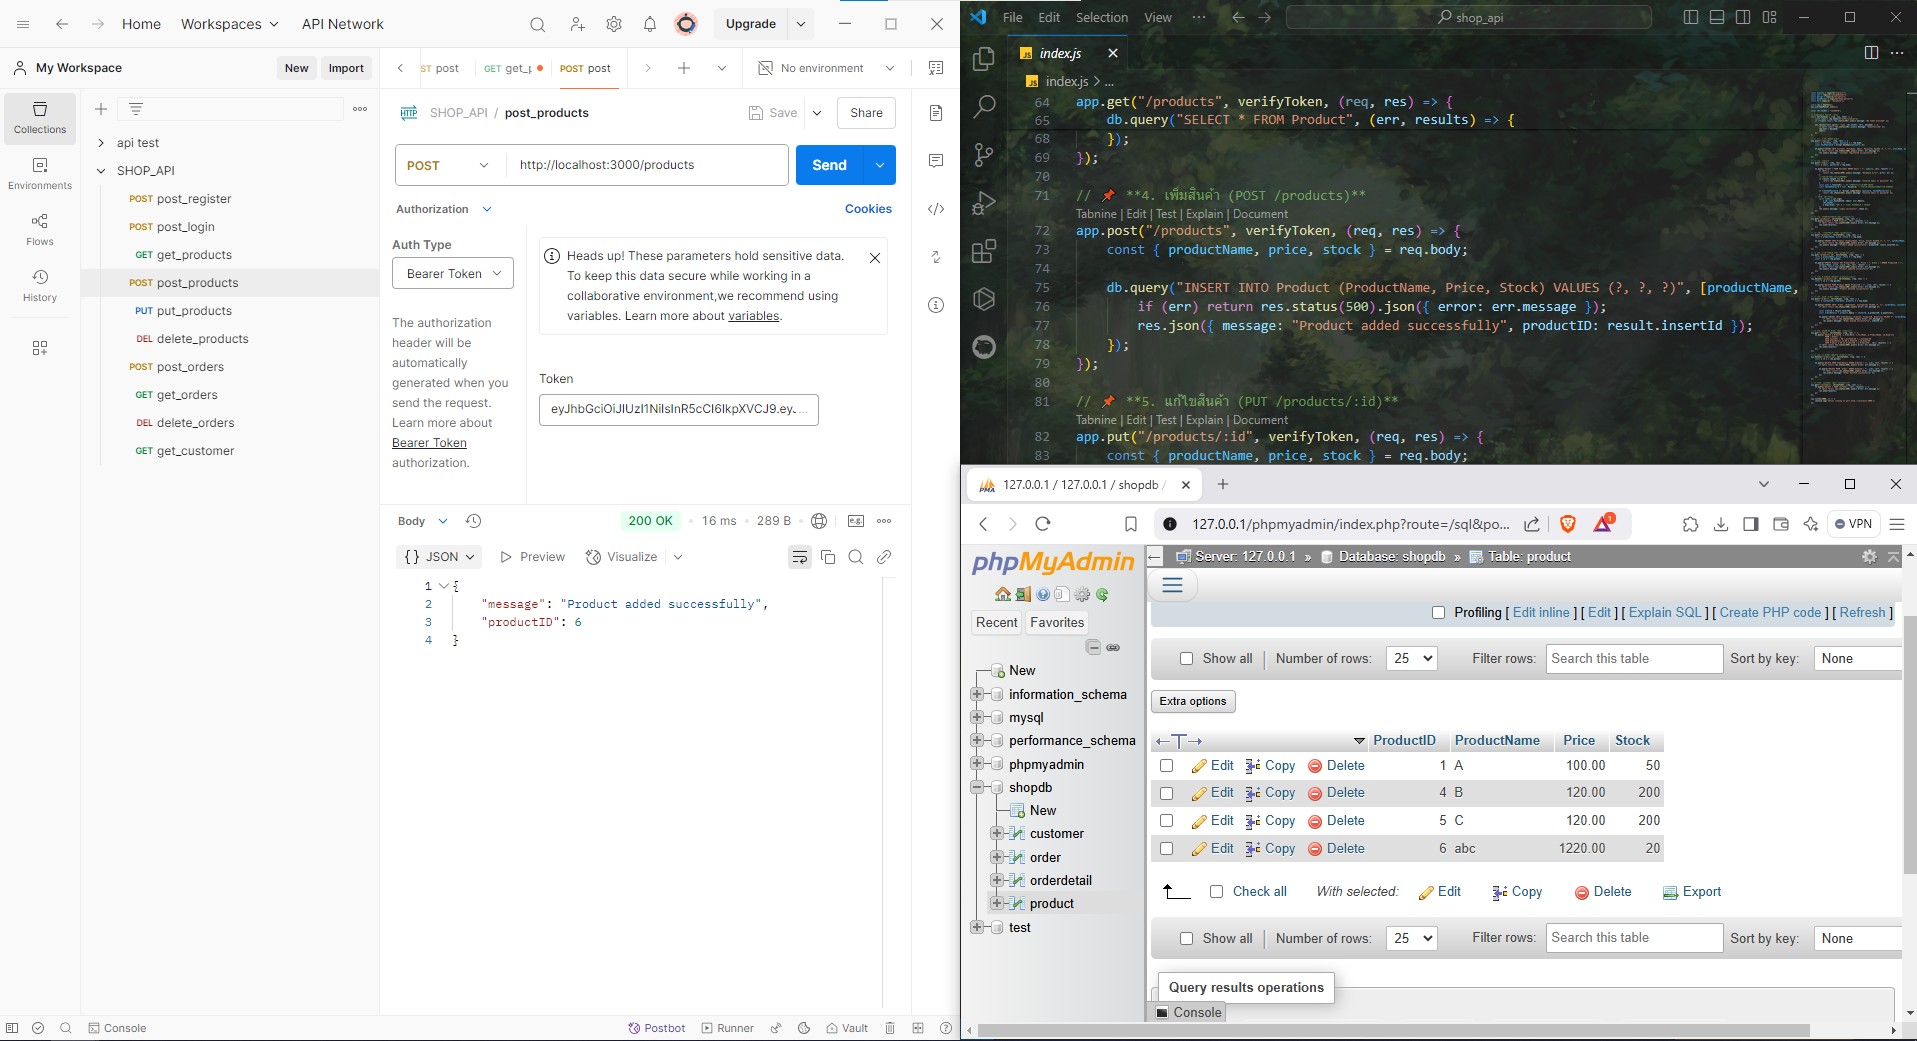 Home Workspaces API Network Upgrade
My Workspace New Import
ST post GET get_p POST post No environment
SHOP_API / post_products Save Share
Collections
Environments
Flows
History
api test
SHOP_API
POST post_register
POST post_login
GET get_products
POST post_products
PUT put_products
DEL delete_products
POST post_orders
GET get_orders
DEL delete_orders
GET get_customer
POST http://localhost:3000/products Send
Authorization Cookies
Auth Type
Bearer Token
The authorization
header will be
automatically
generated when you
send the request.
Learn more about
Bearer Token
authorization.
Heads up! These parameters hold sensitive data.
To keep this data secure while working in a
collaborative environment,we recommend using
variables. Learn more about variables.
Token
eyJhbGciOiJIUzI1NiIsInR5cCI6IkpXVCJ9.eyJ...
Body 200 OK • 16 ms • 289 B
{} JSON Preview Visualize
1 {
2 "message": "Product added successfully",
3 "productID": 6
4 }
Console Postbot Runner Vault
File Edit Selection View ··· shop_api
index.js
index.js > ...
64 app.get("/products", verifyToken, (req, res) => {
65 db.query("SELECT * FROM Product", (err, results) => {
68 });
69 });
70
71 // 📌 **4. เพิ่มสินค้า (POST /products)**
Tabnine | Edit | Test | Explain | Document
72 app.post("/products", verifyToken, (req, res) => {
73 const { productName, price, stock } = req.body;
74
75 db.query("INSERT INTO Product (ProductName, Price, Stock) VALUES (?, ?, ?)", [productName,
76 if (err) return res.status(500).json({ error: err.message });
77 res.json({ message: "Product added successfully", productID: result.insertId });
78 });
79 });
80
81 // 📌 **5. แก้ไขสินค้า (PUT /products/:id)**
Tabnine | Edit | Test | Explain | Document
82 app.put("/products/:id", verifyToken, (req, res) => {
83 const { productName, price, stock } = req.body;
PMA 127.0.0.1 / 127.0.0.1 / shopdb /
127.0.0.1/phpmyadmin/index.php?route=/sql&po... 1 VPN
phpMyAdmin
Recent Favorites
New
information_schema
mysql
performance_schema
phpmyadmin
shopdb
New
customer
order
orderdetail
product
test
Server: 127.0.0.1 » Database: shopdb » Table: product
Profiling [ Edit inline ] [ Edit ] [ Explain SQL ] [ Create PHP code ] [ Refresh ]
Show all Number of rows: 25 Filter rows: Search this table Sort by key: None
Extra options
←T→ ProductID ProductName Price Stock
Edit Copy Delete 1 A 100.00 50
Edit Copy Delete 4 B 120.00 200
Edit Copy Delete 5 C 120.00 200
Edit Copy Delete 6 abc 1220.00 20
Check all With selected: Edit Copy Delete Export
Show all Number of rows: 25 Filter rows: Search this table Sort by key: None
Query results operations
Console